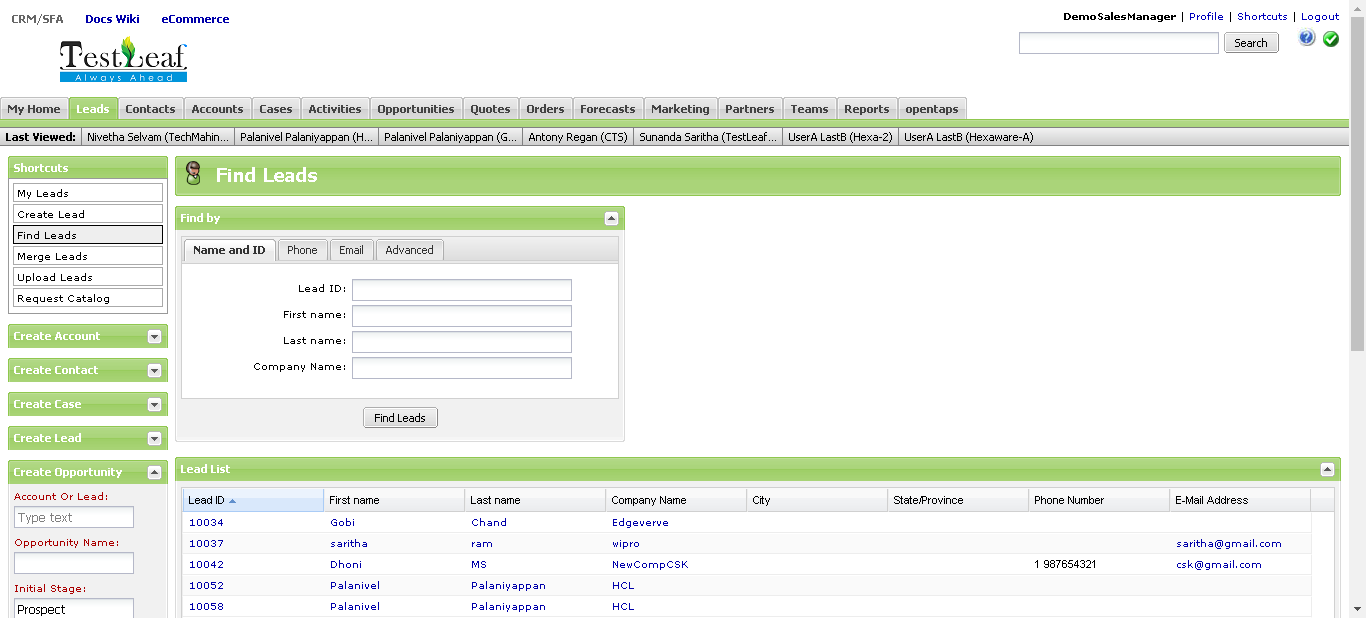 CRM/SFA Docs Wiki eCommerce
DemoSalesManager | Profile | Shortcuts | Logout
Search
TestLeaf
Always Ahead
My Home Leads Contacts Accounts Cases Activities Opportunities Quotes Orders Forecasts Marketing Partners Teams Reports opentaps
Last Viewed: Nivetha Selvam (TechMahin... Palanivel Palaniyappan (H... Palanivel Palaniyappan (G... Antony Regan (CTS) Sunanda Saritha (TestLeaf... UserA LastB (Hexa-2) UserA LastB (Hexaware-A)
Shortcuts
My Leads
Create Lead
Find Leads
Merge Leads
Upload Leads
Request Catalog
Create Account
Create Contact
Create Case
Create Lead
Create Opportunity
Account Or Lead:
Type text
Opportunity Name:
Initial Stage:
Prospect
Find Leads
Find by
Name and ID Phone Email Advanced
Lead ID:
First name:
Last name:
Company Name:
Find Leads
Lead List
Lead ID First name Last name Company Name City State/Province Phone Number E-Mail Address
10034 Gobi Chand Edgeverve
10037 saritha ram wipro saritha@gmail.com
10042 Dhoni MS NewCompCSK 1 987654321 csk@gmail.com
10052 Palanivel Palaniyappan HCL
10058 Palanivel Palaniyappan HCL